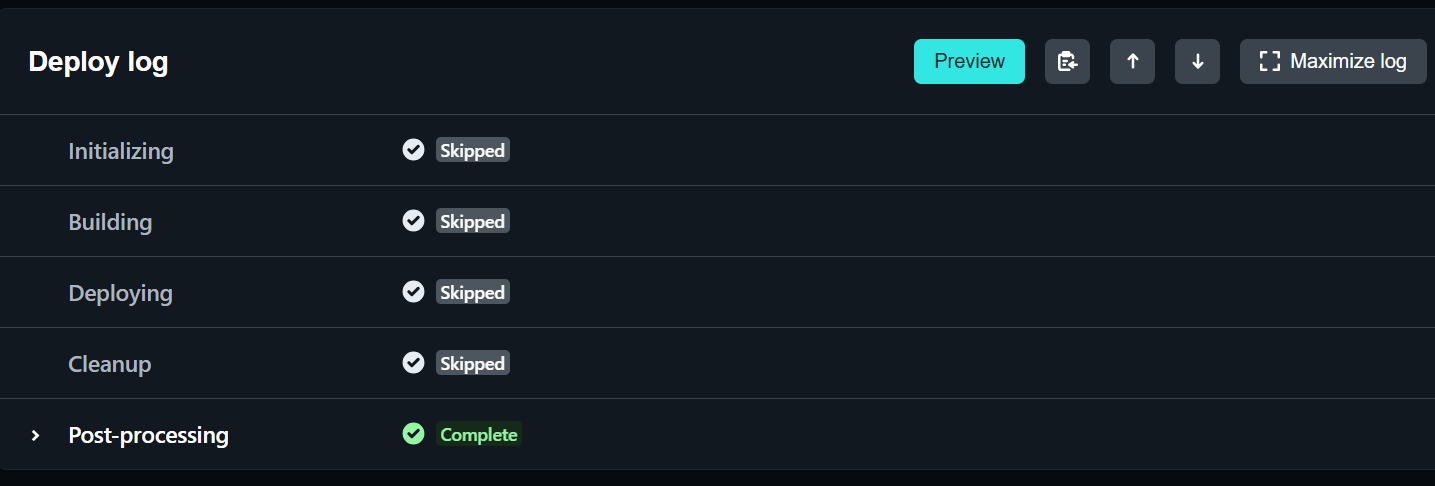 Deploy log
Preview
Maximize log
Initializing Skipped
Building Skipped
Deploying Skipped
Cleanup Skipped
Post-processing Complete